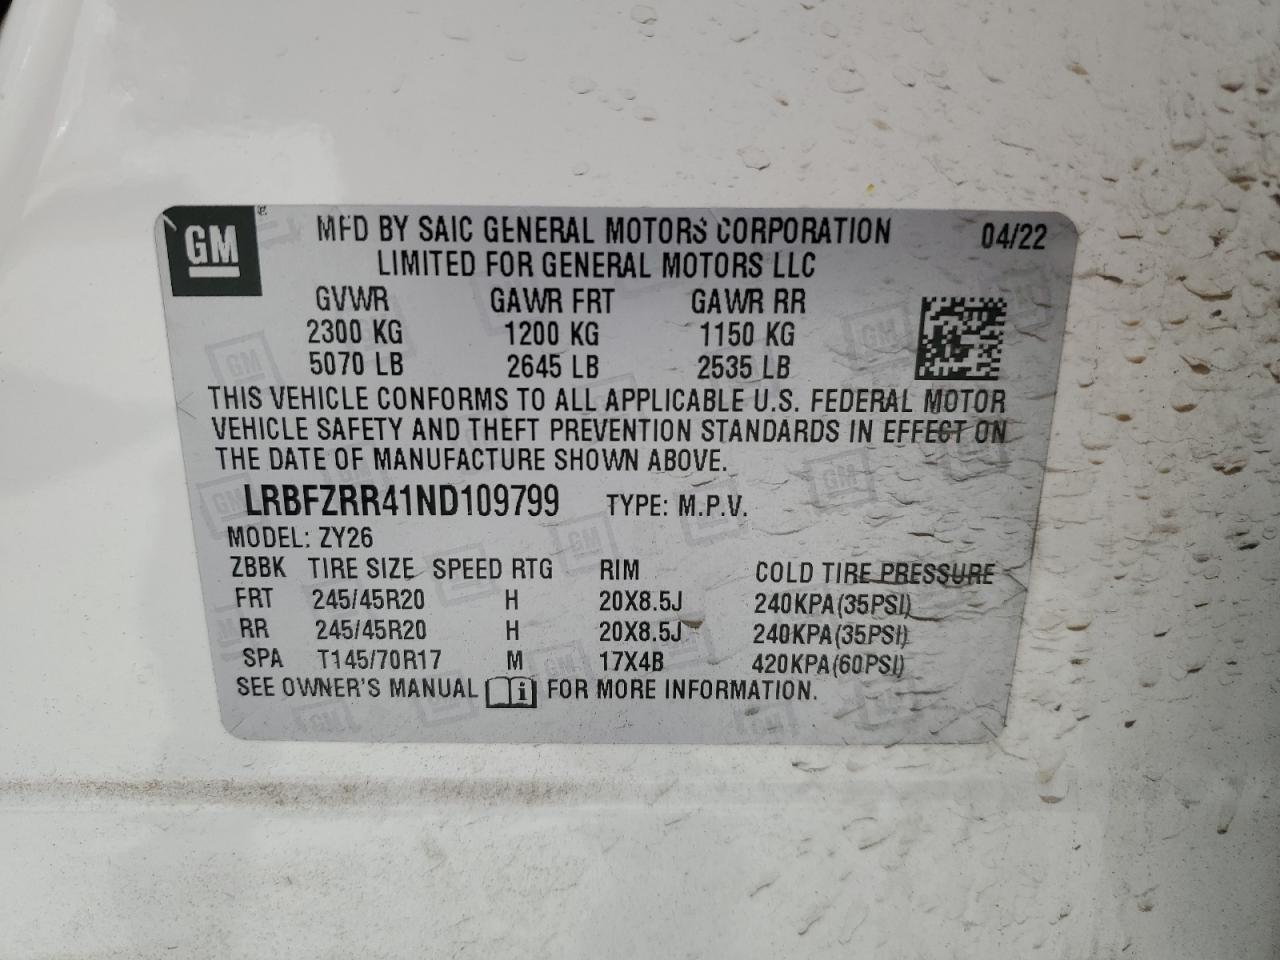 GM ® MFD BY SAIC GENERAL MOTORS CORPORATION 04/22
LIMITED FOR GENERAL MOTORS LLC
GVWR GAWR FRT GAWR RR
2300 KG 1200 KG 1150 KG
5070 LB 2645 LB 2535 LB
THIS VEHICLE CONFORMS TO ALL APPLICABLE U.S. FEDERAL MOTOR
VEHICLE SAFETY AND THEFT PREVENTION STANDARDS IN EFFECT ON
THE DATE OF MANUFACTURE SHOWN ABOVE.
LRBFZRR41ND109799 TYPE: M.P.V.
MODEL: ZY26
ZBBK TIRE SIZE SPEED RTG RIM COLD TIRE PRESSURE
FRT 245/45R20 H 20X8.5J 240KPA(35PSI)
RR 245/45R20 H 20X8.5J 240KPA(35PSI)
SPA T145/70R17 M 17X4B 420KPA(60PSI)
SEE OWNER'S MANUAL i FOR MORE INFORMATION.